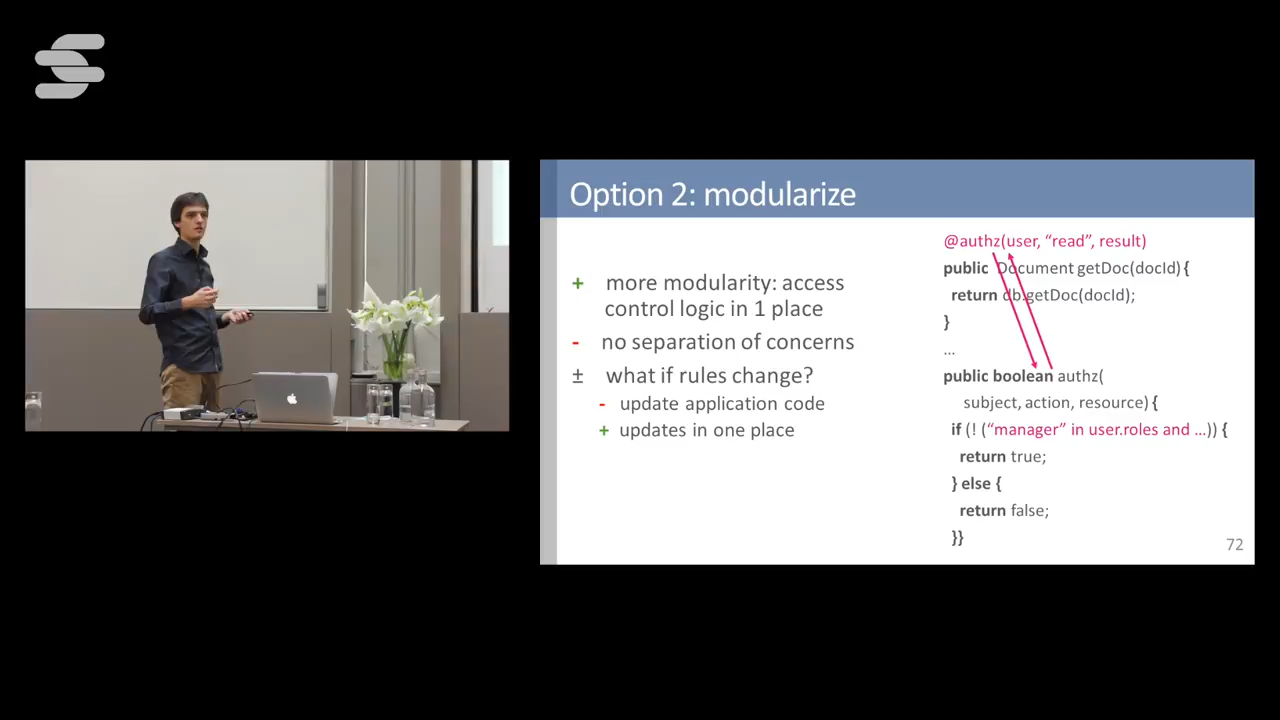 Option 2: modularize
+ more modularity: access
control logic in 1 place
- no separation of concerns
± what if rules change?
- update application code
+ updates in one place
@authz(user, “read”, result)
public Document getDoc(docId) {
return db.getDoc(docId);
}
…
public boolean authz(
subject, action, resource) {
if (! (“manager” in user.roles and …)) {
return true;
} else {
return false;
}}
72